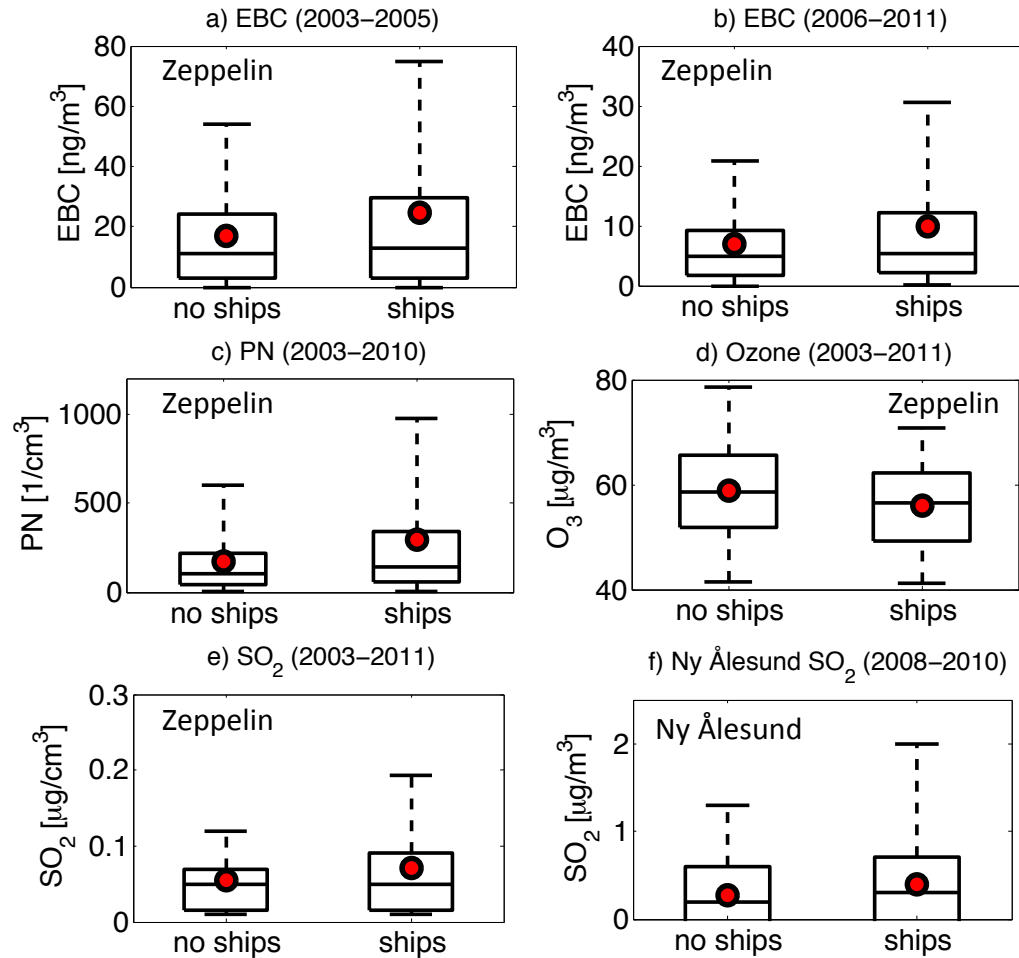 a) EBC (2003−2005)
80
60
40
20
0
EBC [ng/m³]
Zeppelin
no ships
ships
b) EBC (2006−2011)
40
30
20
10
0
EBC [ng/m³]
Zeppelin
no ships
ships
c) PN (2003−2010)
1000
500
0
PN [1/cm³]
Zeppelin
no ships
ships
d) Ozone (2003−2011)
80
60
40
O₃ [µg/m³]
Zeppelin
no ships
ships
e) SO₂ (2003−2011)
0.3
0.2
0.1
0
SO₂ [µg/cm³]
Zeppelin
no ships
ships
f) Ny Ålesund SO₂ (2008−2010)
2
1
0
SO₂ [µg/m³]
Ny Ålesund
no ships
ships